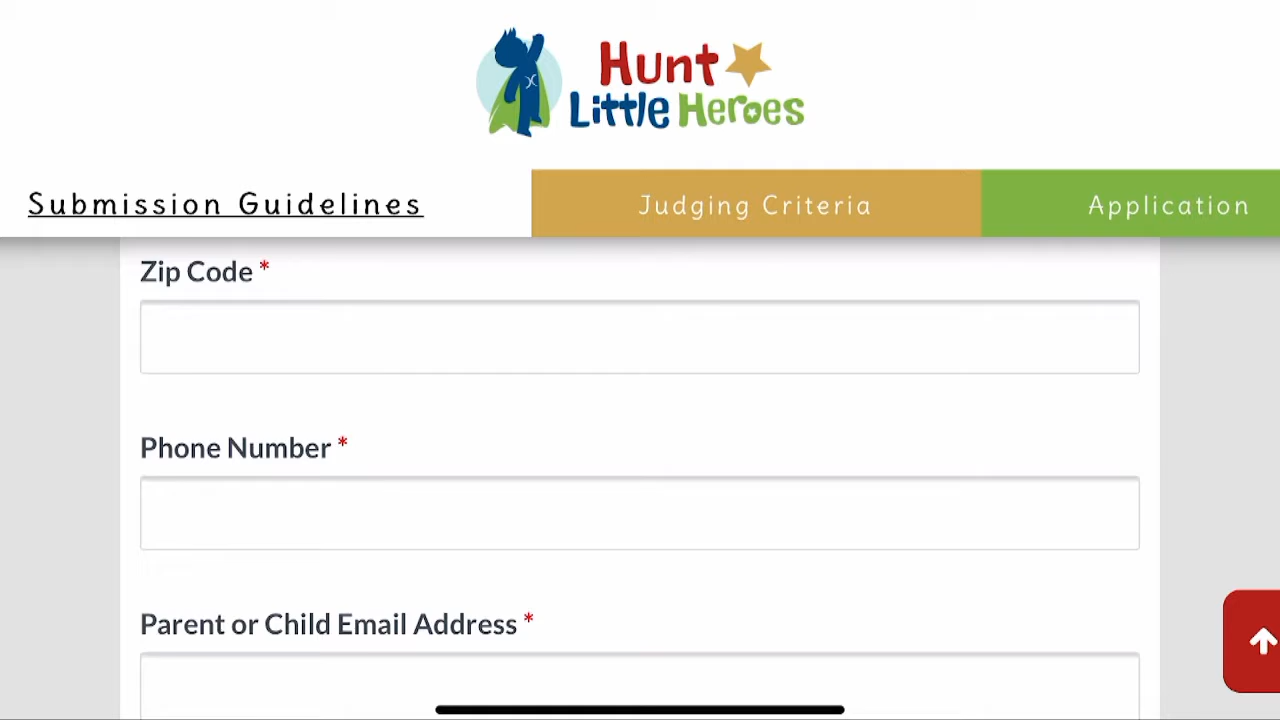 Hunt
Little Heroes
Submission Guidelines
Judging Criteria
Application
Zip Code *
Phone Number *
Parent or Child Email Address *